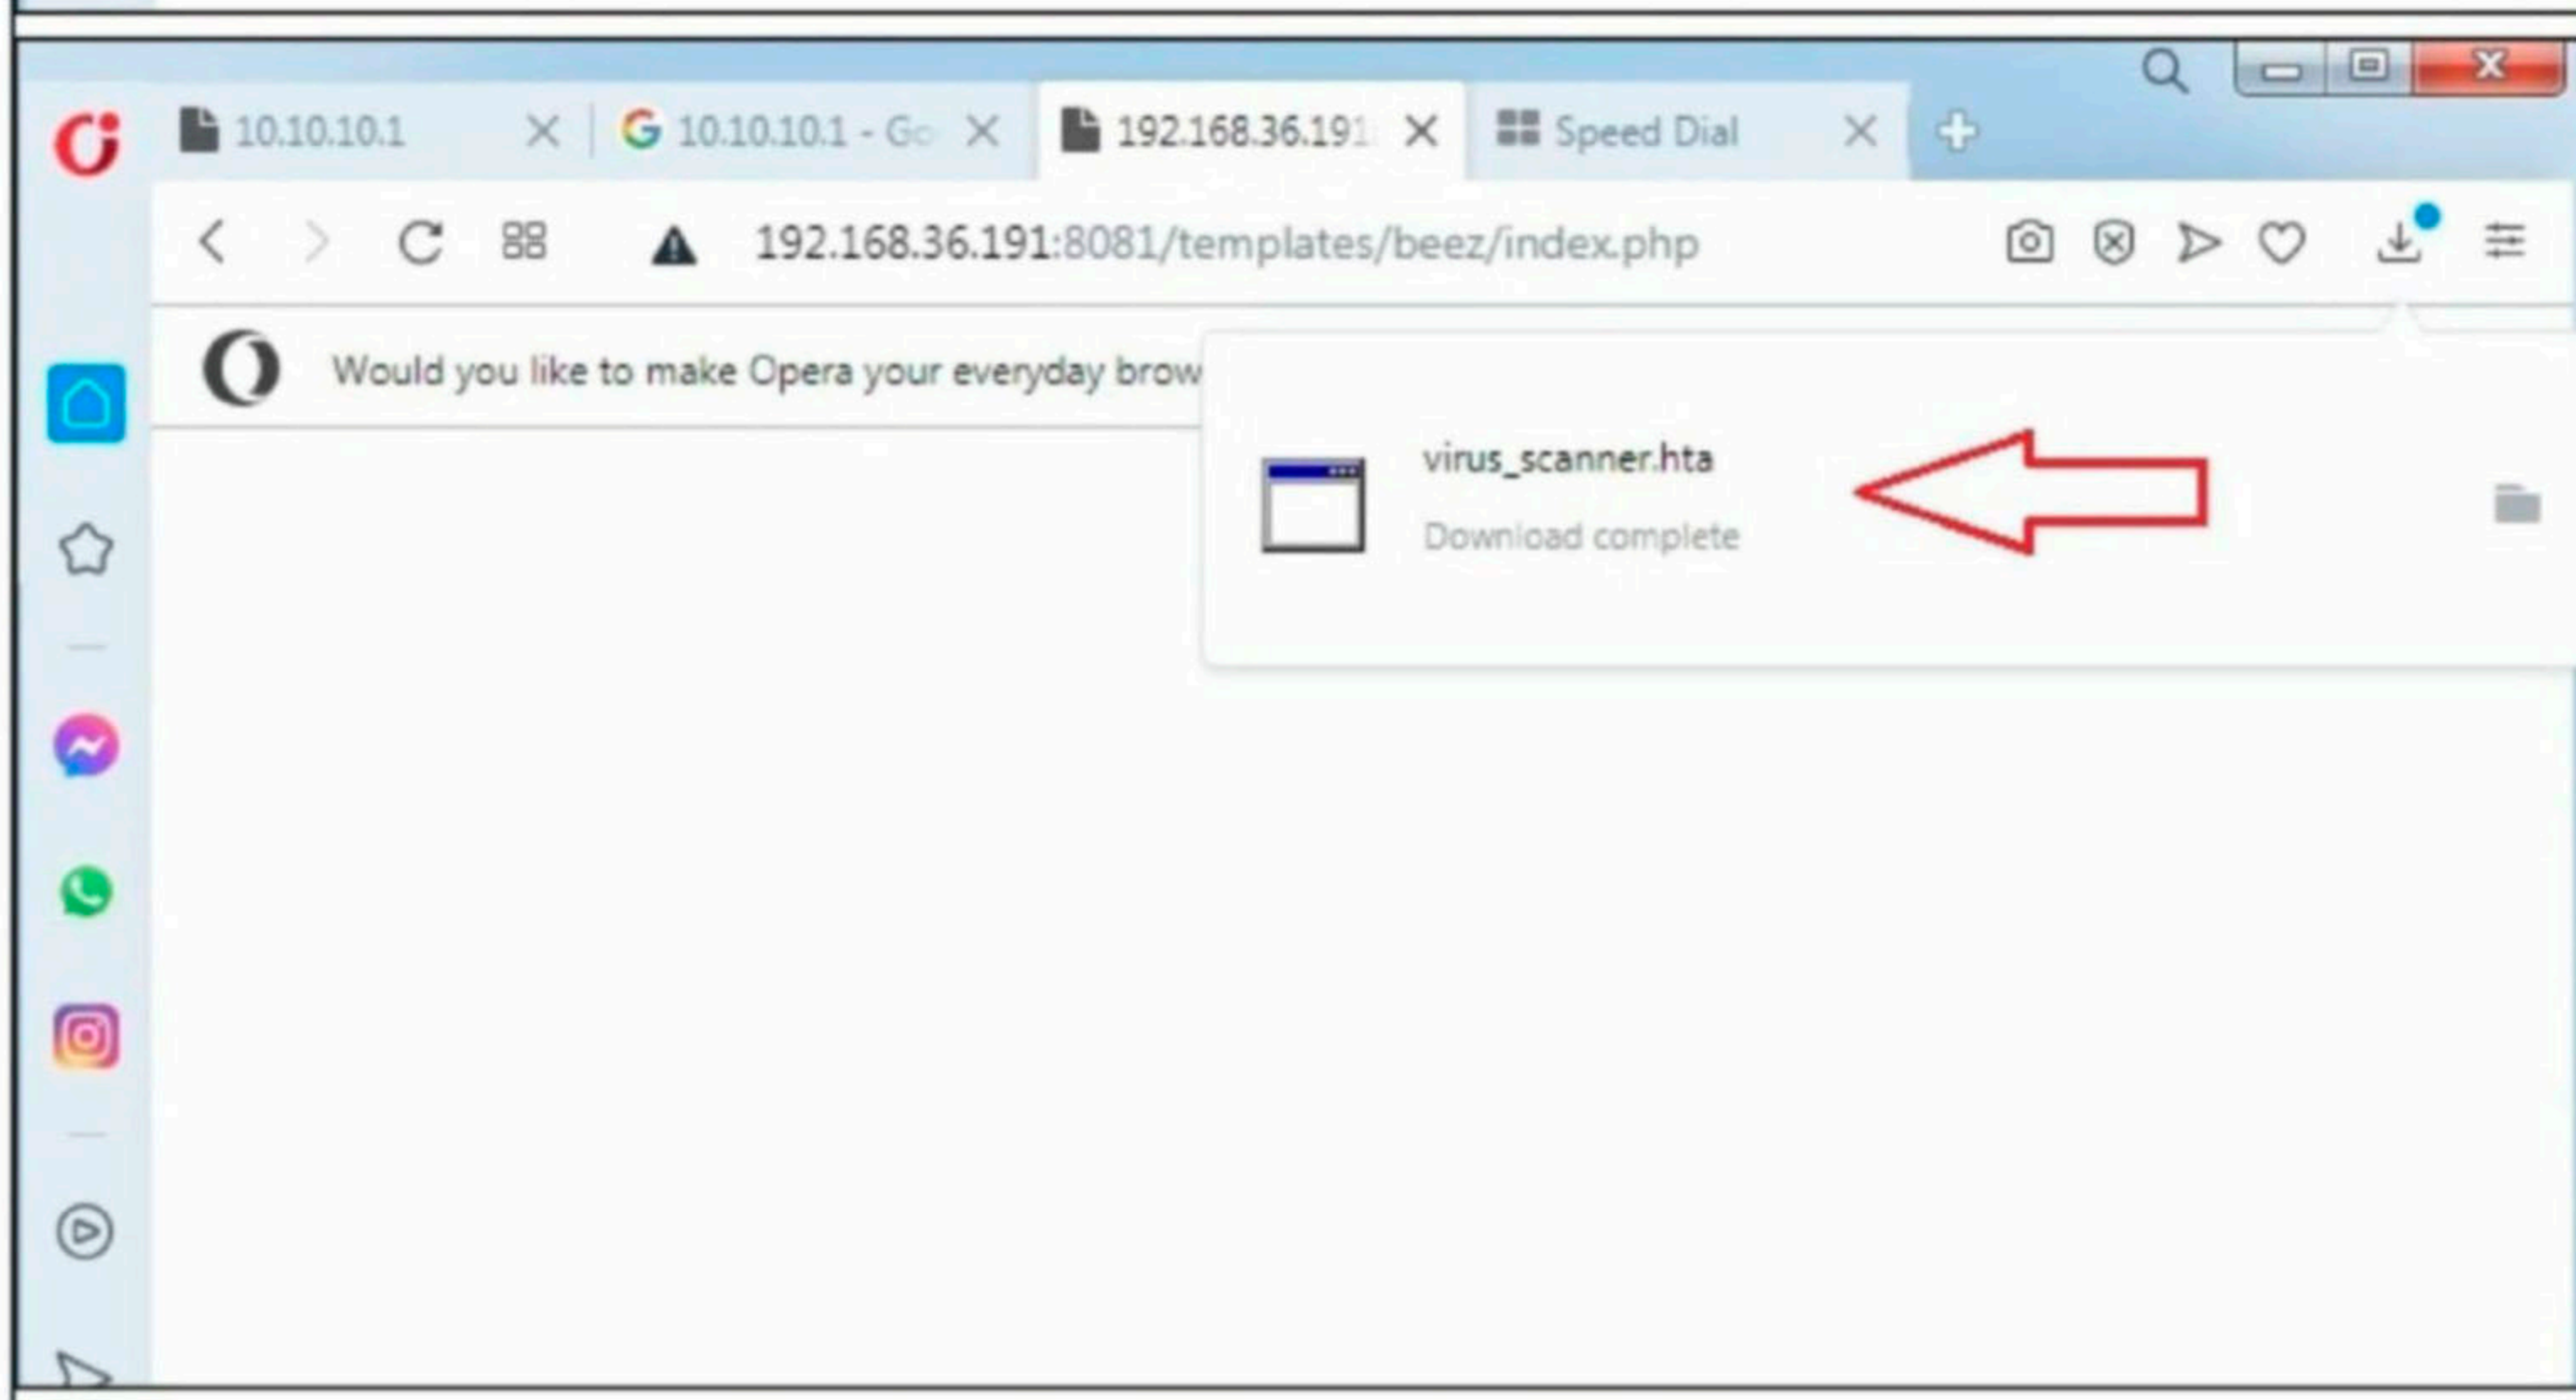 10.10.10.1
10.10.10.1 - Go
192.168.36.191:
Speed Dial
192.168.36.191:8081/templates/beez/index.php
Would you like to make Opera your everyday brow
virus_scanner.hta
Download complete